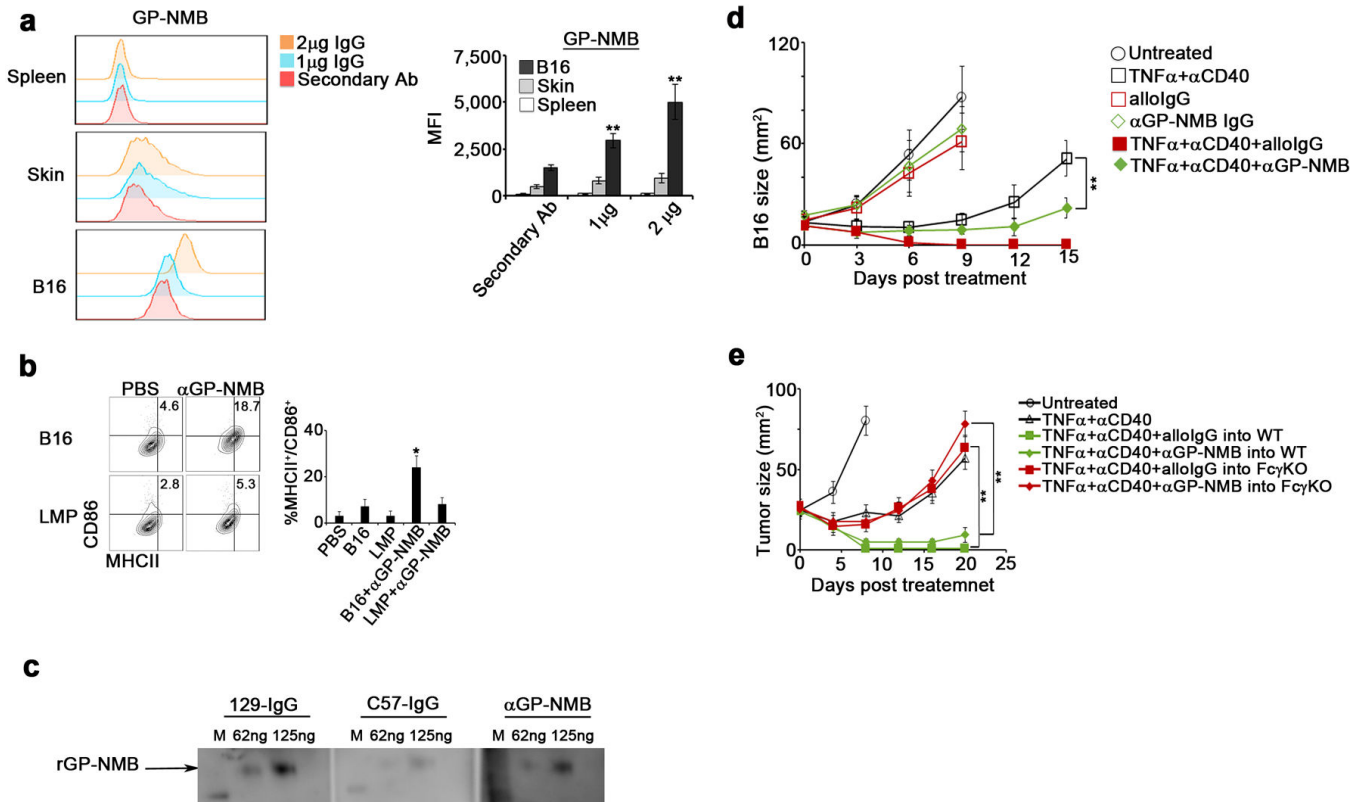 a
GP-NMB
Spleen
Skin
B16
2µg IgG
1µg IgG
Secondary Ab
GP-NMB
7,500
5,000
2,500
0
MFI
B16
Skin
Spleen
**
**
Secondary Ab
1µg
2 µg
b
PBS
αGP-NMB
B16
4.6
18.7
LMP
2.8
5.3
CD86
MHCII
%MHCII⁺/CD86⁺
40
20
0
*
PBS
B16
LMP
B16+αGP-NMB
LMP+αGP-NMB
c
129-IgG
C57-IgG
αGP-NMB
M 62ng 125ng
M 62ng 125ng
M 62ng 125ng
rGP-NMB
d
120
60
0
B16 size (mm²)
0 3 6 9 12 15
Days post treatment
**
Untreated
TNFα+αCD40
alloIgG
αGP-NMB IgG
TNFα+αCD40+alloIgG
TNFα+αCD40+αGP-NMB
e
100
50
0
Tumor size (mm²)
0 5 10 15 20 25
Days post treatemnet
**
**
Untreated
TNFα+αCD40
TNFα+αCD40+alloIgG into WT
TNFα+αCD40+αGP-NMB into WT
TNFα+αCD40+alloIgG into FcγKO
TNFα+αCD40+αGP-NMB into FcγKO